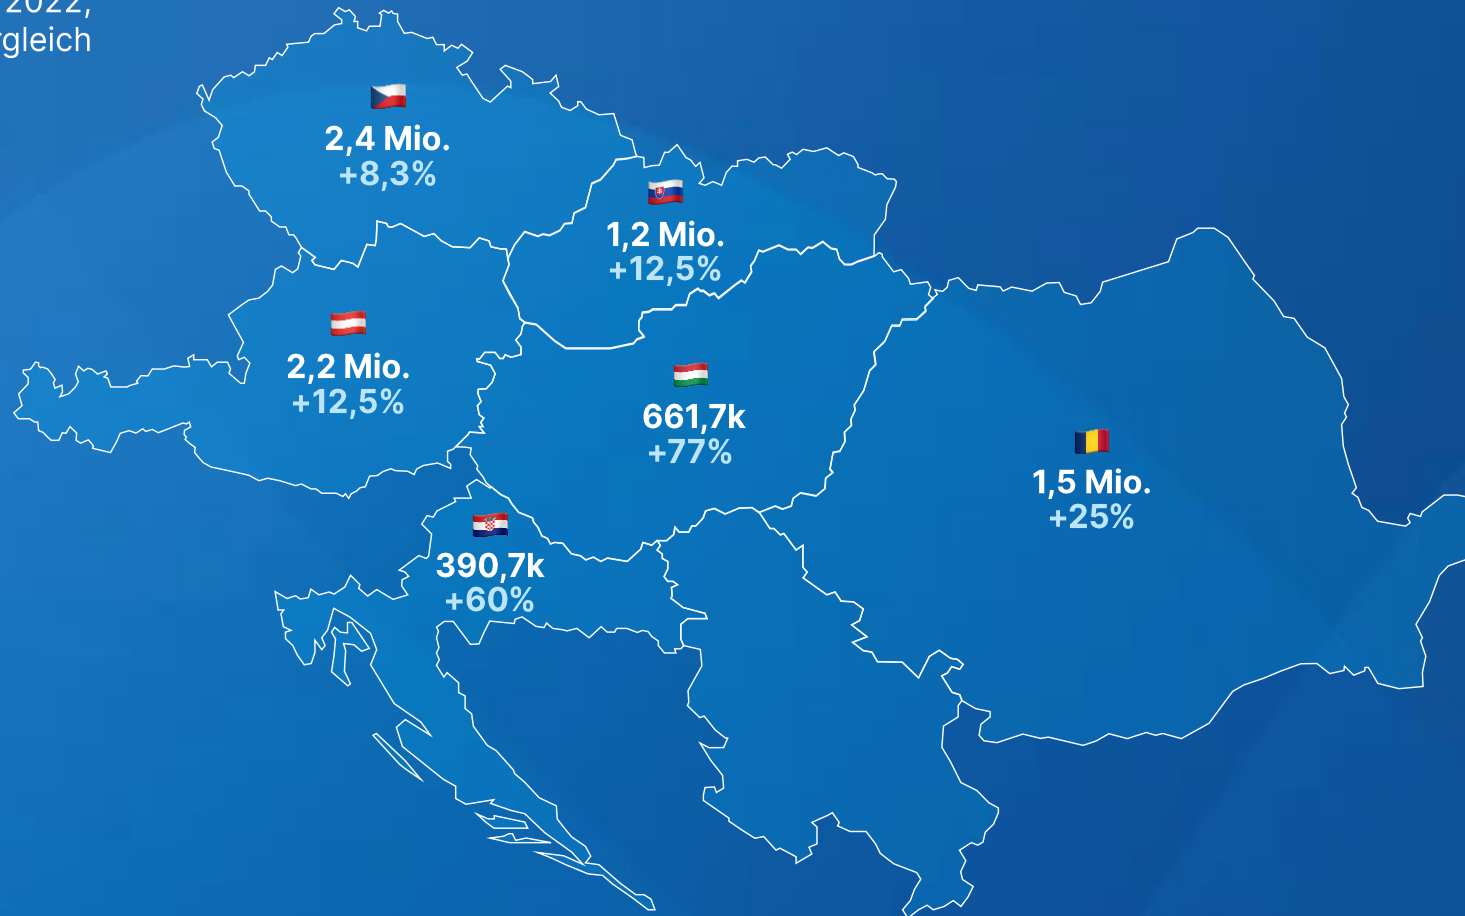 2022,
rgleich
2,4 Mio.
+8,3%
1,2 Mio.
+12,5%
2,2 Mio.
+12,5%
661,7k
+77%
1,5 Mio.
+25%
390,7k
+60%